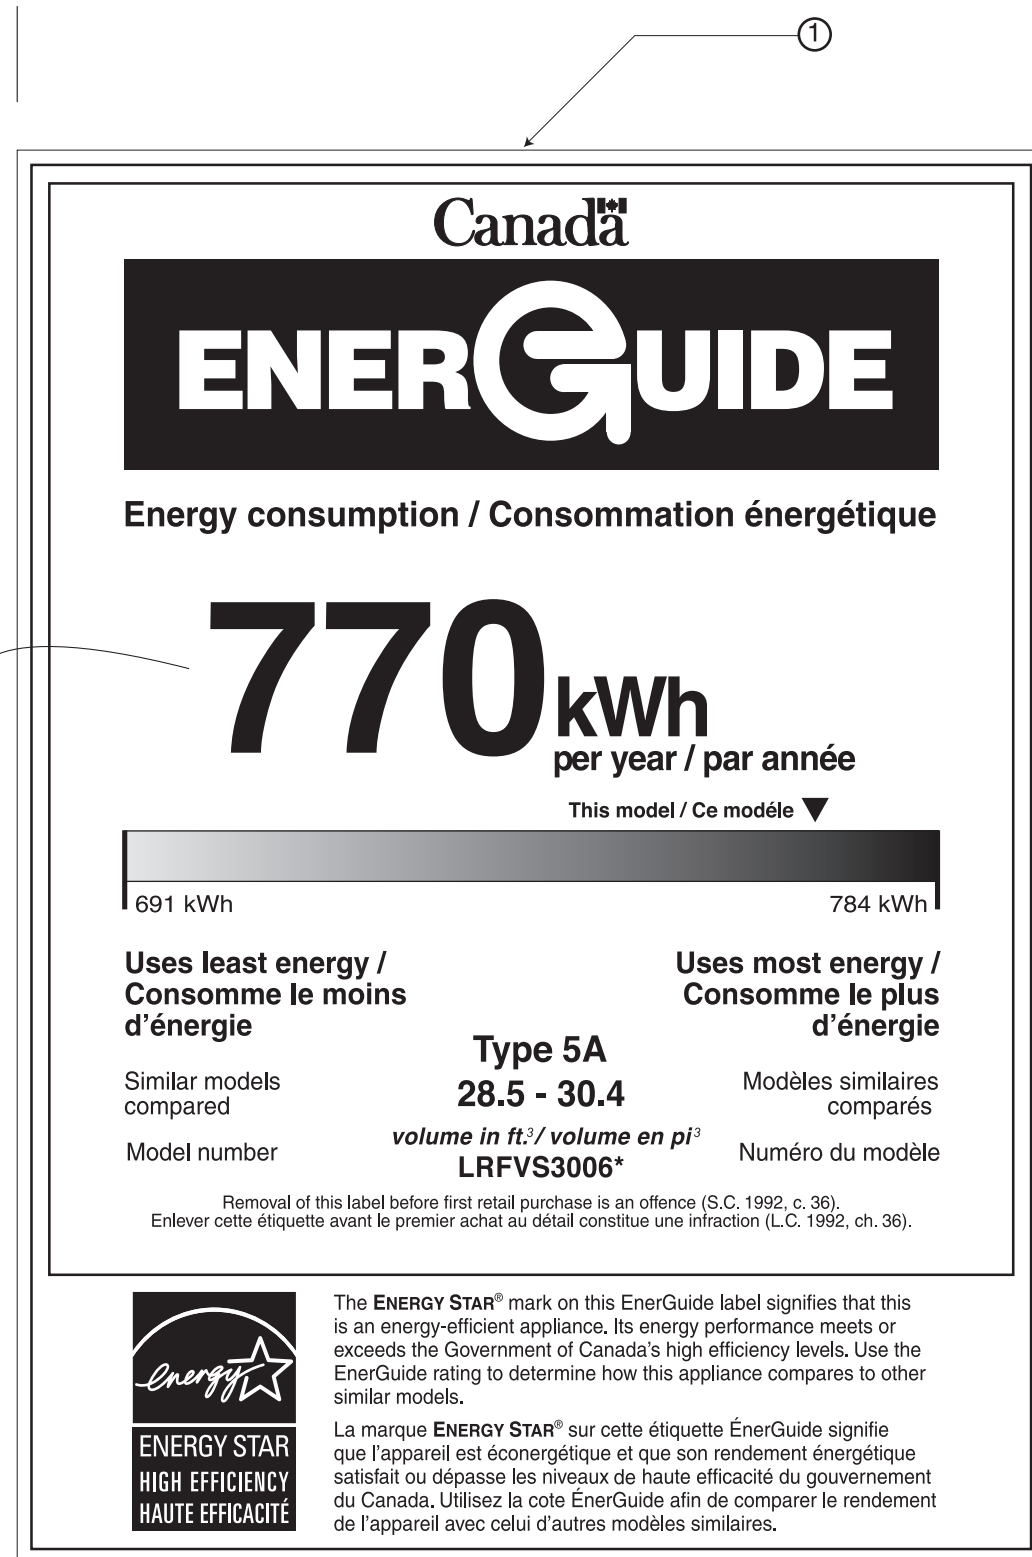 1
Canada
ENERGUIDE
Energy consumption / Consommation énergétique
770 kWh
per year / par année
This model / Ce modéle ▼
691 kWh 784 kWh
Uses least energy /
Consomme le moins
d'énergie
Uses most energy /
Consomme le plus
d'énergie
Type 5A
28.5 - 30.4
Similar models
compared
Modèles similaires
comparés
volume in ft.³/ volume en pi³
Model number
LRFVS3006*
Numéro du modèle
Removal of this label before first retail purchase is an offence (S.C. 1992, c. 36).
Enlever cette étiquette avant le premier achat au détail constitue une infraction (L.C. 1992, ch. 36).
energy
ENERGY STAR
HIGH EFFICIENCY
HAUTE EFFICACITÉ
The ENERGY STAR® mark on this EnerGuide label signifies that this
is an energy-efficient appliance. Its energy performance meets or
exceeds the Government of Canada's high efficiency levels. Use the
EnerGuide rating to determine how this appliance compares to other
similar models.
La marque ENERGY STAR® sur cette étiquette ÉnerGuide signifie
que l'appareil est éconergétique et que son rendement énergétique
satisfait ou dépasse les niveaux de haute efficacité du gouvernement
du Canada. Utilisez la cote ÉnerGuide afin de comparer le rendement
de l'appareil avec celui d'autres modèles similaires.